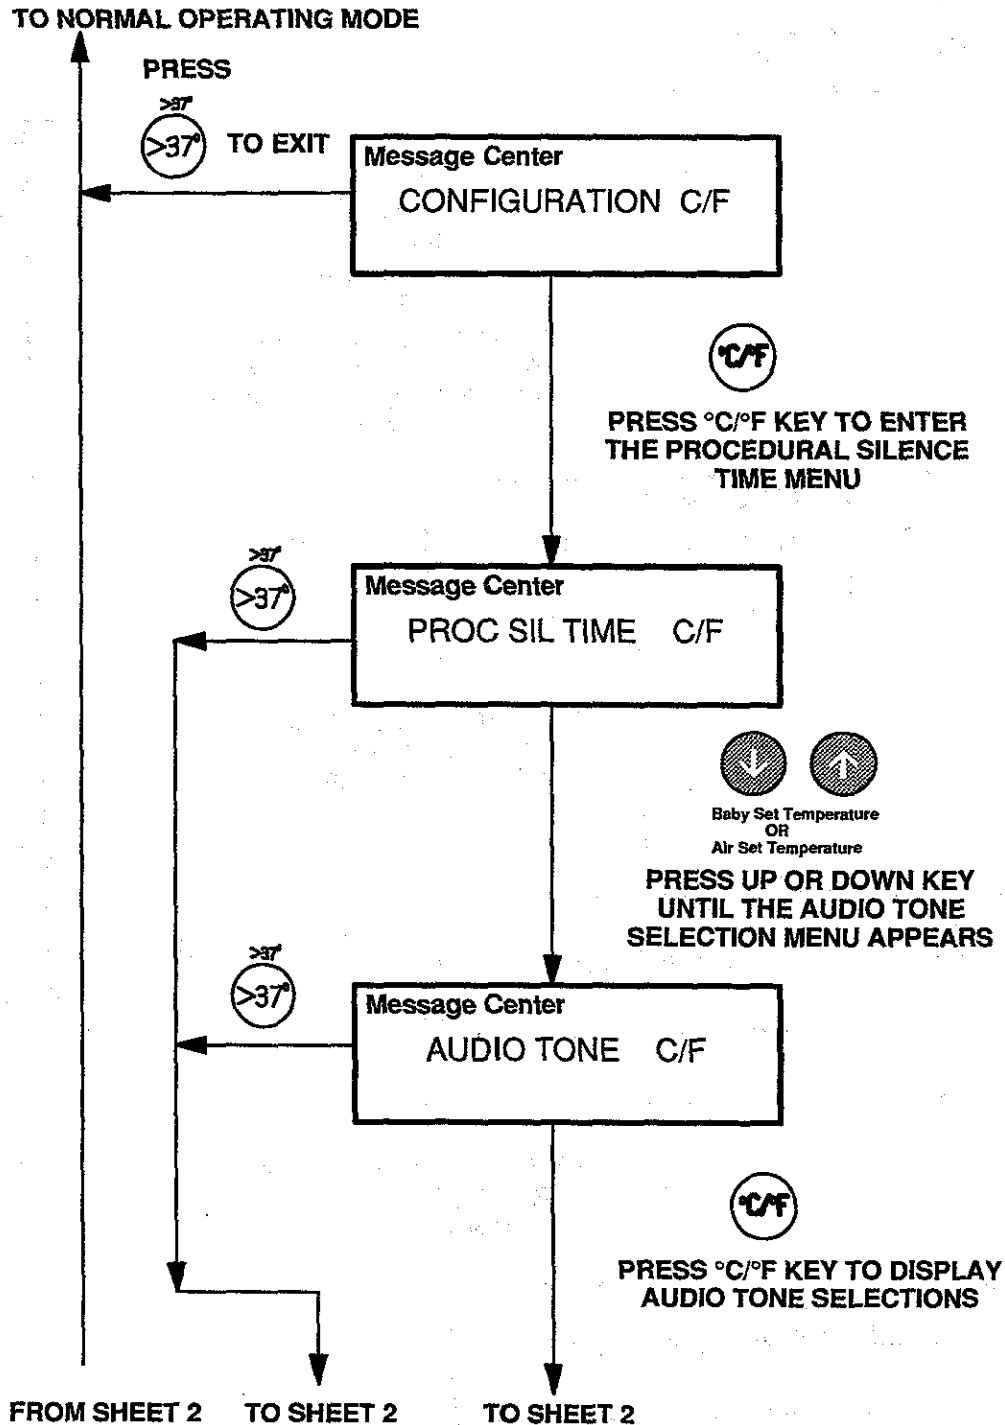 TO NORMAL OPERATING MODE
PRESS
>37°
>37° TO EXIT
Message Center
CONFIGURATION C/F
°C/°F
PRESS °C/°F KEY TO ENTER
THE PROCEDURAL SILENCE
TIME MENU
>37°
>37°
Message Center
PROC SIL TIME C/F
Baby Set Temperature
OR
Air Set Temperature
PRESS UP OR DOWN KEY
UNTIL THE AUDIO TONE
SELECTION MENU APPEARS
>37°
>37°
Message Center
AUDIO TONE C/F
°C/°F
PRESS °C/°F KEY TO DISPLAY
AUDIO TONE SELECTIONS
FROM SHEET 2 TO SHEET 2 TO SHEET 2